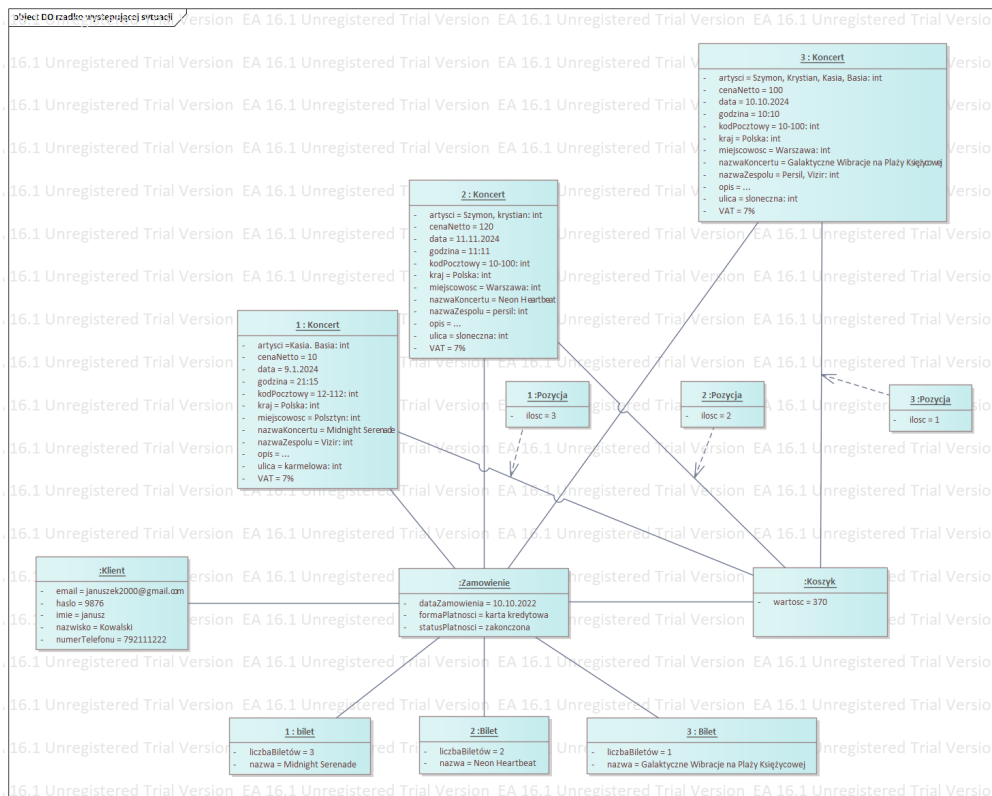 object DO rzadko wystepującej sytuacji
EA 16.1 Unregistered Trial Version
3 : Koncert
- artysci = Szymon, Krystian, Kasia, Basia: int
- cenaNetto = 100
- data = 10.10.2024
- godzina = 10:10
- kodPocztowy = 10-100: int
- kraj = Polska: int
- miejscowosc = Warszawa: int
- nazwaKoncertu = Galaktyczne Wibracje na Plaży Księżycowej
- nazwaZespolu = Persil, Vizir: int
- opis = ...
- ulica = sloneczna: int
- VAT = 7%
2 : Koncert
- artysci = Szymon, krystian: int
- cenaNetto = 120
- data = 11.11.2024
- godzina = 11:11
- kodPocztowy = 10-100: int
- kraj = Polska: int
- miejscowosc = Warszawa: int
- nazwaKoncertu = Neon Heartbeat
- nazwaZespolu = persil: int
- opis = ...
- ulica = sloneczna: int
- VAT = 7%
1 : Koncert
- artysci =Kasia. Basia: int
- cenaNetto = 10
- data = 9.1.2024
- godzina = 21:15
- kodPocztowy = 12-112: int
- kraj = Polska: int
- miejscowosc = Polsztyn: int
- nazwaKoncertu = Midnight Serenade
- nazwaZespolu = Vizir: int
- opis = ...
- ulica = karmelowa: int
- VAT = 7%
1 :Pozycja
- ilosc = 3
2 :Pozycja
- ilosc = 2
3 :Pozycja
- ilosc = 1
:Klient
- email = januszek2000@gmail.com
- haslo = 9876
- imie = janusz
- nazwisko = Kowalski
- numerTelefonu = 792111222
:Zamowienie
- dataZamowienia = 10.10.2022
- formaPlatnosci = karta kredytowa
- statusPlatnosci = zakonczona
:Koszyk
- wartosc = 370
1 : bilet
- liczbaBiletów = 3
- nazwa = Midnight Serenade
2 :Bilet
- liczbaBiletów = 2
- nazwa = Neon Heartbeat
3 : Bilet
- liczbaBiletów = 1
- nazwa = Galaktyczne Wibracje na Plaży Księżycowej